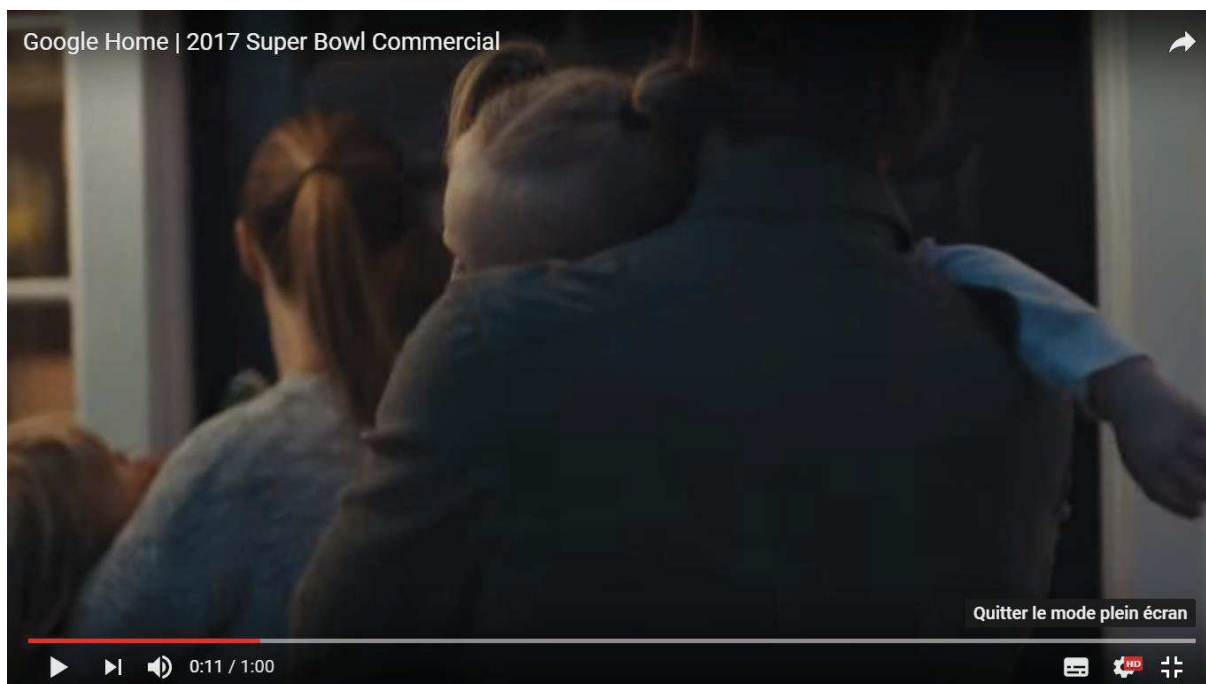 Google Home | 2017 Super Bowl Commercial
Quitter le mode plein écran
0:11 / 1:00
HD